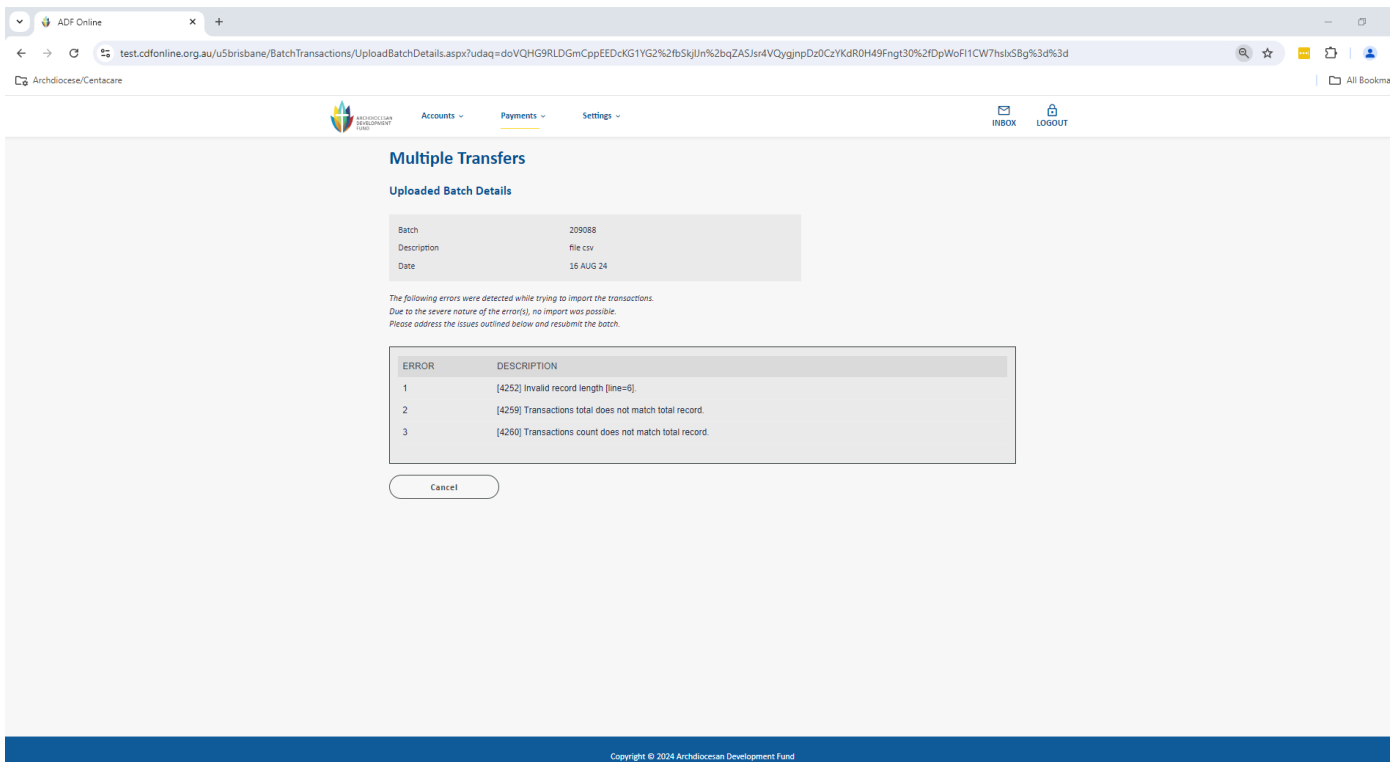 ADF Online
test.cdfonline.org.au/u5brisbane/BatchTransactions/UploadBatchDetails.aspx?udaq=doVQHG9RLDGmCppEEDcKG1YG2%2fbSkjlJn%2bqZASJsr4VQygjnpDz0CzYKdR0H49Fngt30%2fDpWoFl1CW7hslxSBg%3d%3d
Archdiocese/Centacare
All Bookma
ARCHDIOCESAN
DEVELOPMENT
FUND
Accounts Payments Settings INBOX LOGOUT
Multiple Transfers
Uploaded Batch Details
Batch 209088
Description file csv
Date 16 AUG 24
The following errors were detected while trying to import the transactions.
Due to the severe nature of the error(s), no import was possible.
Please address the issues outlined below and resubmit the batch.
ERROR DESCRIPTION
1 [4252] Invalid record length [line=6].
2 [4259] Transactions total does not match total record.
3 [4260] Transactions count does not match total record.
Cancel
Copyright © 2024 Archdiocesan Development Fund